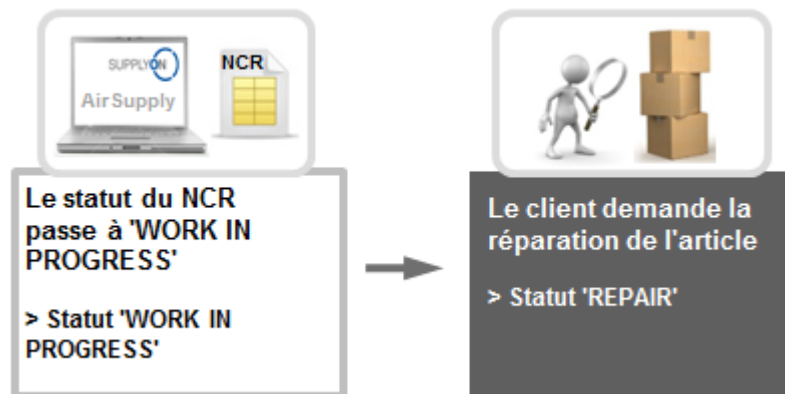 SUPPLYON
AirSupply
NCR
Le statut du NCR
passe à 'WORK IN
PROGRESS'
> Statut 'WORK IN
PROGRESS'
Le client demande la
réparation de l'article
> Statut 'REPAIR'